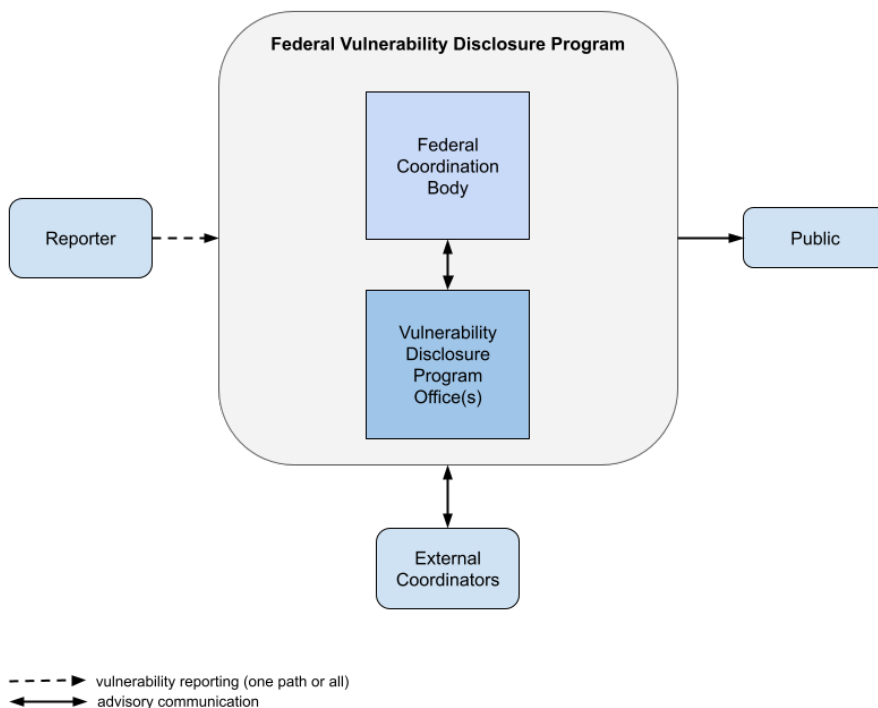 Federal Vulnerability Disclosure Program
Federal
Coordination
Body
Reporter
Public
Vulnerability
Disclosure
Program
Office(s)
External
Coordinators
vulnerability reporting (one path or all)
advisory communication